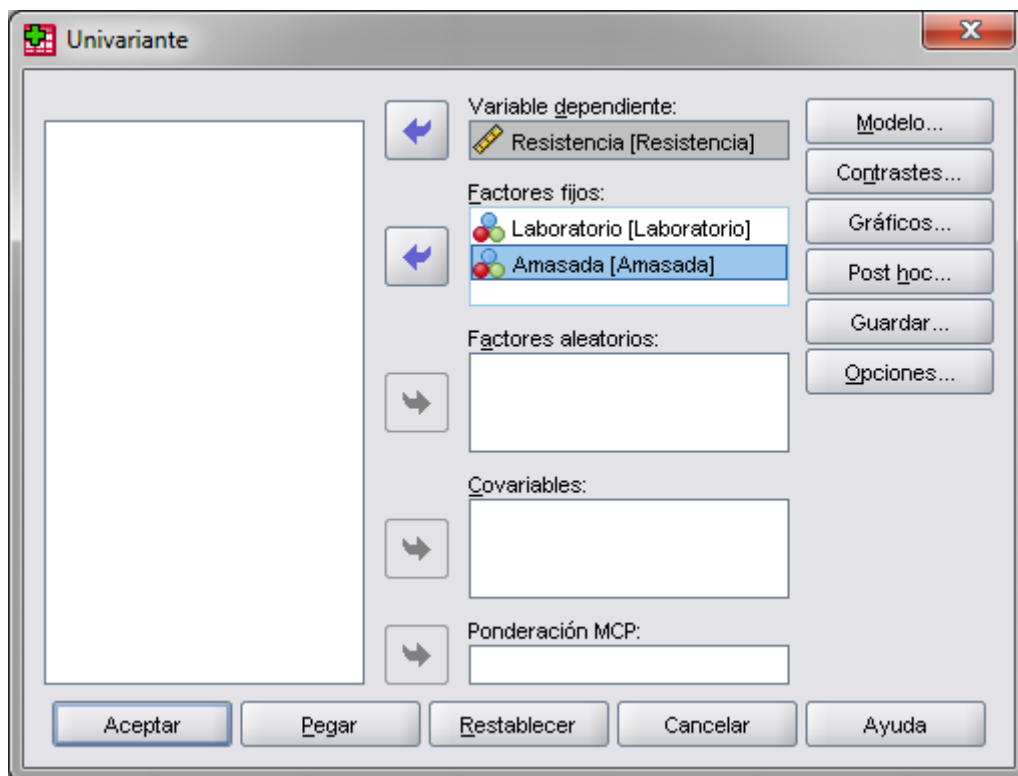 Univariante
Variable dependiente:
Resistencia [Resistencia]
Factores fijos:
Laboratorio [Laboratorio]
Amasada [Amasada]
Factores aleatorios:
Covariables:
Ponderación MCP:
Modelo...
Contrastes...
Gráficos...
Post hoc...
Guardar...
Opciones...
Aceptar
Pegar
Restablecer
Cancelar
Ayuda